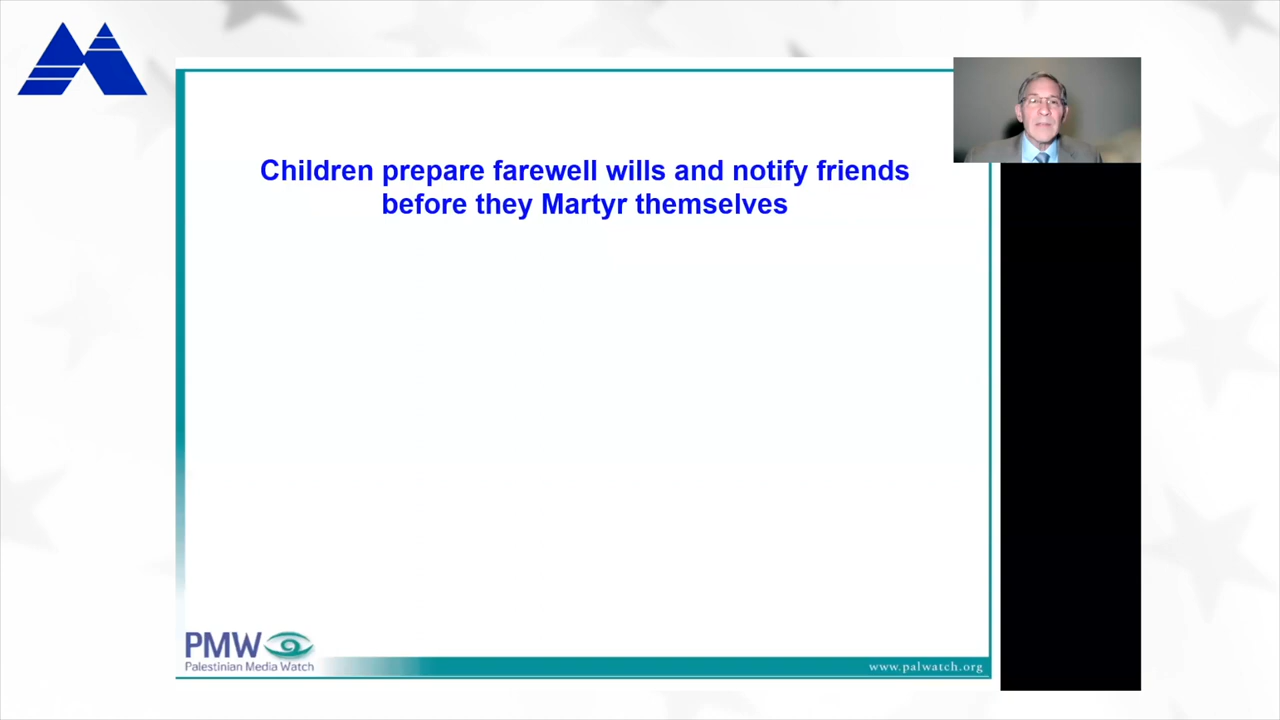 Children prepare farewell wills and notify friends
before they Martyr themselves
PMW
Palestinian Media Watch
www.palwatch.org